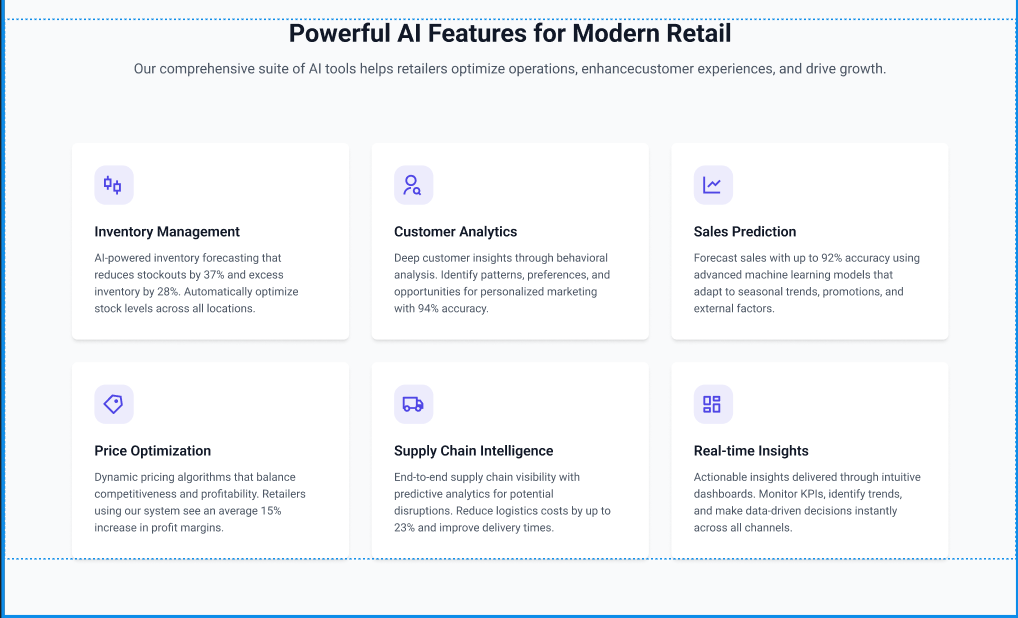 Powerful AI Features for Modern Retail
Our comprehensive suite of AI tools helps retailers optimize operations, enhancecustomer experiences, and drive growth.
Inventory Management
AI-powered inventory forecasting that
reduces stockouts by 37% and excess
inventory by 28%. Automatically optimize
stock levels across all locations.
Customer Analytics
Deep customer insights through behavioral
analysis. Identify patterns, preferences, and
opportunities for personalized marketing
with 94% accuracy.
Sales Prediction
Forecast sales with up to 92% accuracy using
advanced machine learning models that
adapt to seasonal trends, promotions, and
external factors.
Price Optimization
Dynamic pricing algorithms that balance
competitiveness and profitability. Retailers
using our system see an average 15%
increase in profit margins.
Supply Chain Intelligence
End-to-end supply chain visibility with
predictive analytics for potential
disruptions. Reduce logistics costs by up to
23% and improve delivery times.
Real-time Insights
Actionable insights delivered through intuitive
dashboards. Monitor KPIs, identify trends,
and make data-driven decisions instantly
across all channels.